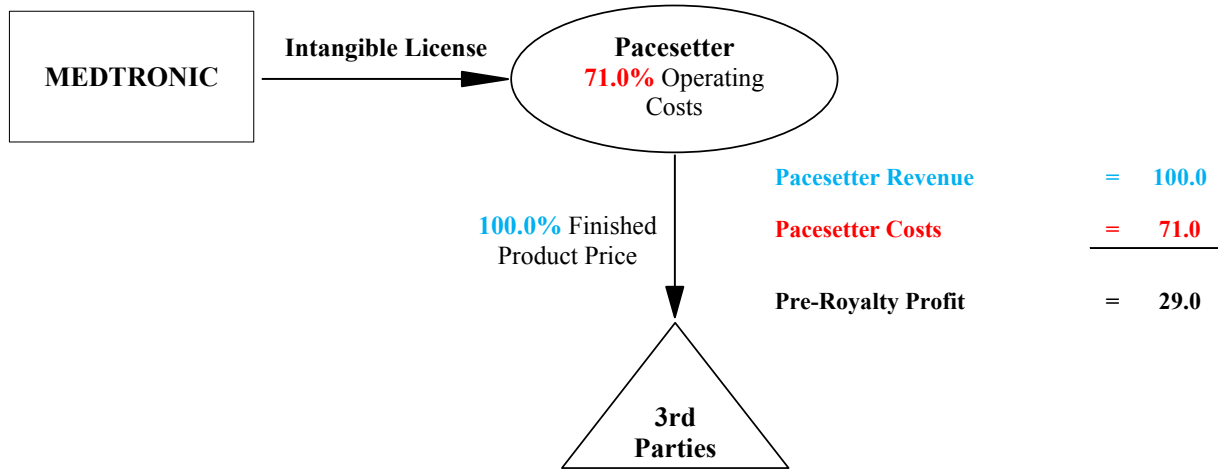 MEDTRONIC
Intangible License
Pacesetter
71.0% Operating
Costs
100.0% Finished
Product Price
Pacesetter Revenue = 100.0
Pacesetter Costs = 71.0
Pre-Royalty Profit = 29.0
3rd
Parties